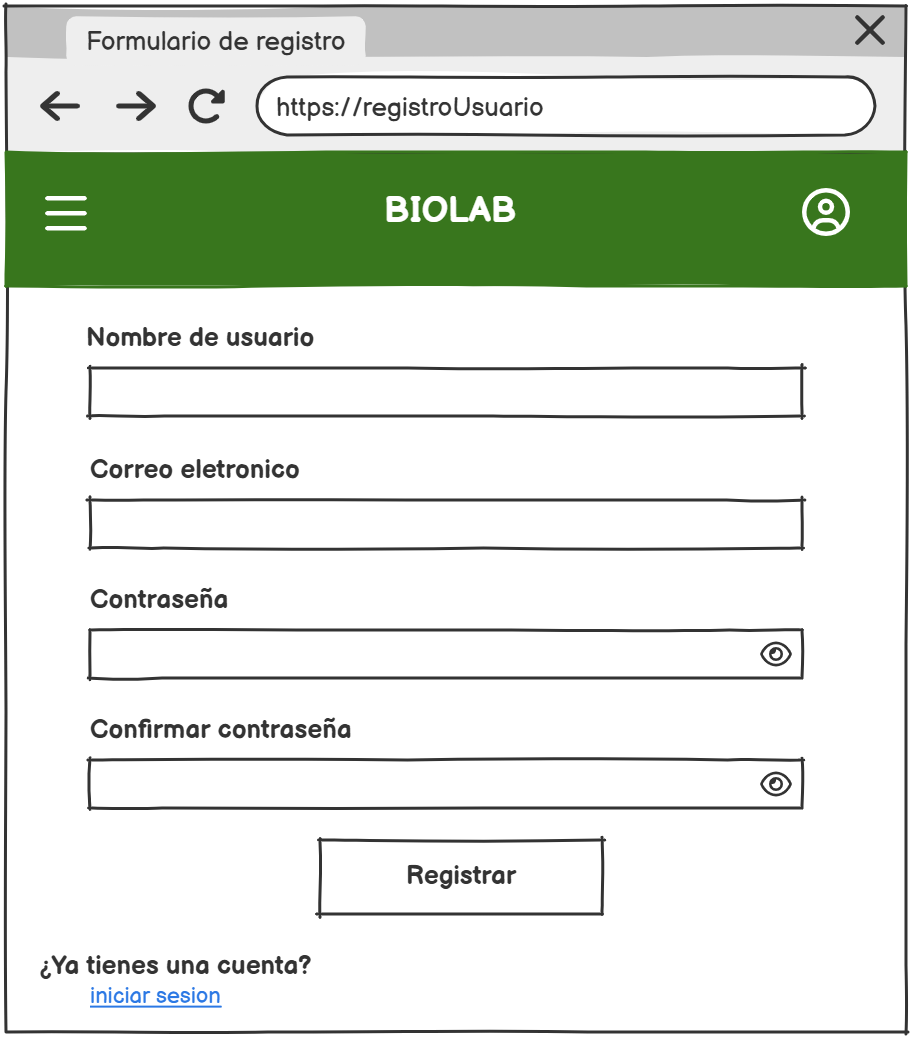 Formulario de registro
https://registroUsuario
BIOLAB
Nombre de usuario
Correo eletronico
Contraseña
Confirmar contraseña
Registrar
¿Ya tienes una cuenta?
iniciar sesion